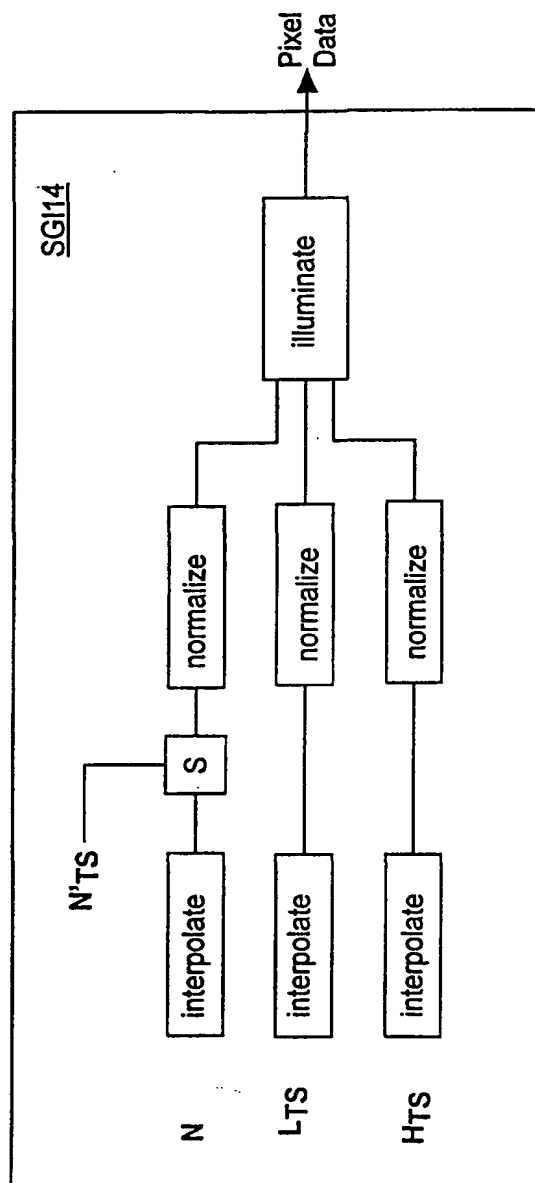 SGI14
N'TS
N
interpolate
S
normalize
LTS
interpolate
normalize
illuminate
Pixel
Data
HTS
interpolate
normalize